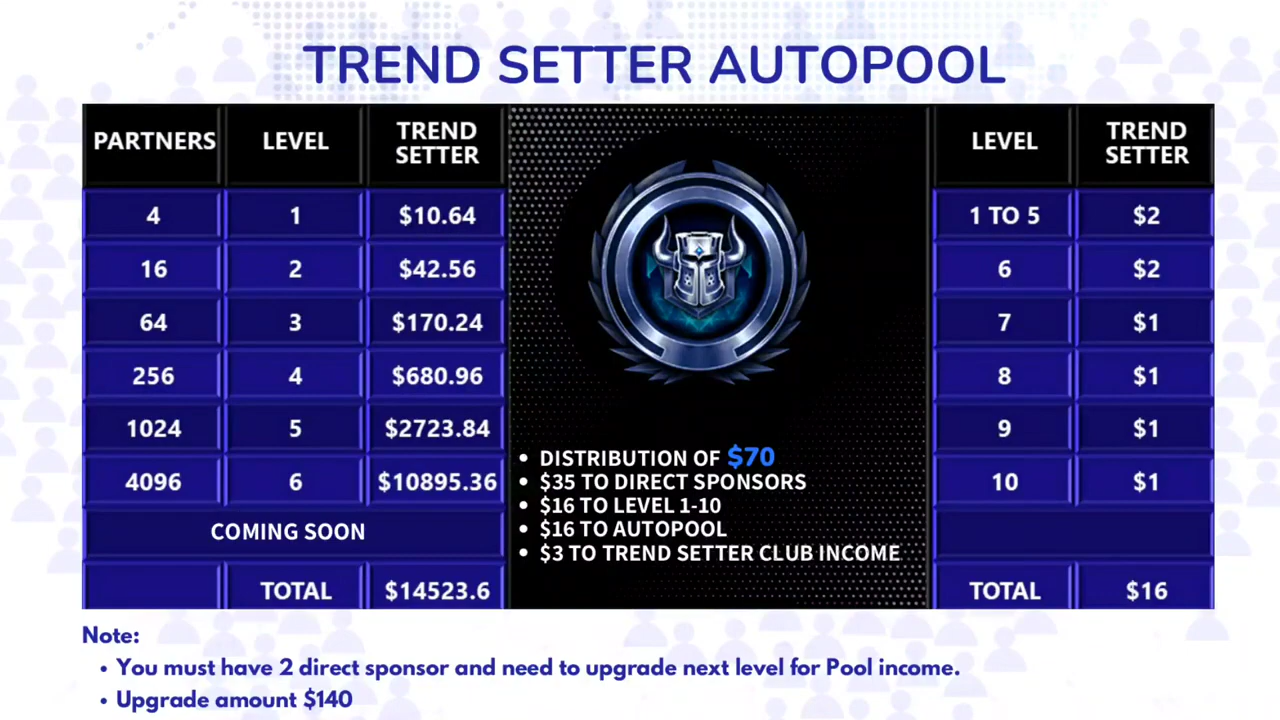 TREND SETTER AUTOPOOL
PARTNERS LEVEL TREND SETTER
4 1 $10.64
16 2 $42.56
64 3 $170.24
256 4 $680.96
1024 5 $2723.84
4096 6 $10895.36
COMING SOON
TOTAL $14523.6
• DISTRIBUTION OF $70
• $35 TO DIRECT SPONSORS
• $16 TO LEVEL 1-10
• $16 TO AUTOPOOL
• $3 TO TREND SETTER CLUB INCOME
LEVEL TREND SETTER
1 TO 5 $2
6 $2
7 $1
8 $1
9 $1
10 $1
TOTAL $16
Note:
• You must have 2 direct sponsor and need to upgrade next level for Pool income.
• Upgrade amount $140